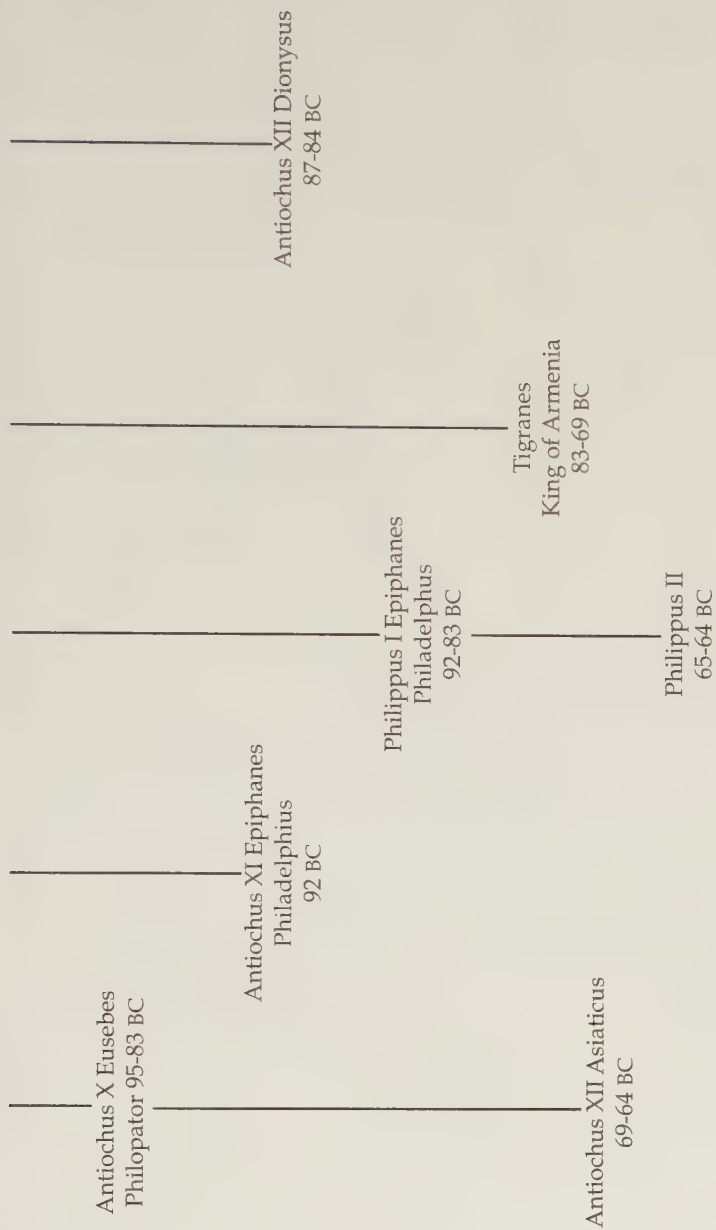 Antiochus X Eusebes
Philopator 95-83 BC
Antiochus XI Epiphanes
Philadelphius
92 BC
Philippus I Epiphanes
Philadelphus
92-83 BC
Tigranes
King of Armenia
83-69 BC
Antiochus XII Dionysus
87-84 BC
Antiochus XII Asiaticus
69-64 BC
Philippus II
65-64 BC